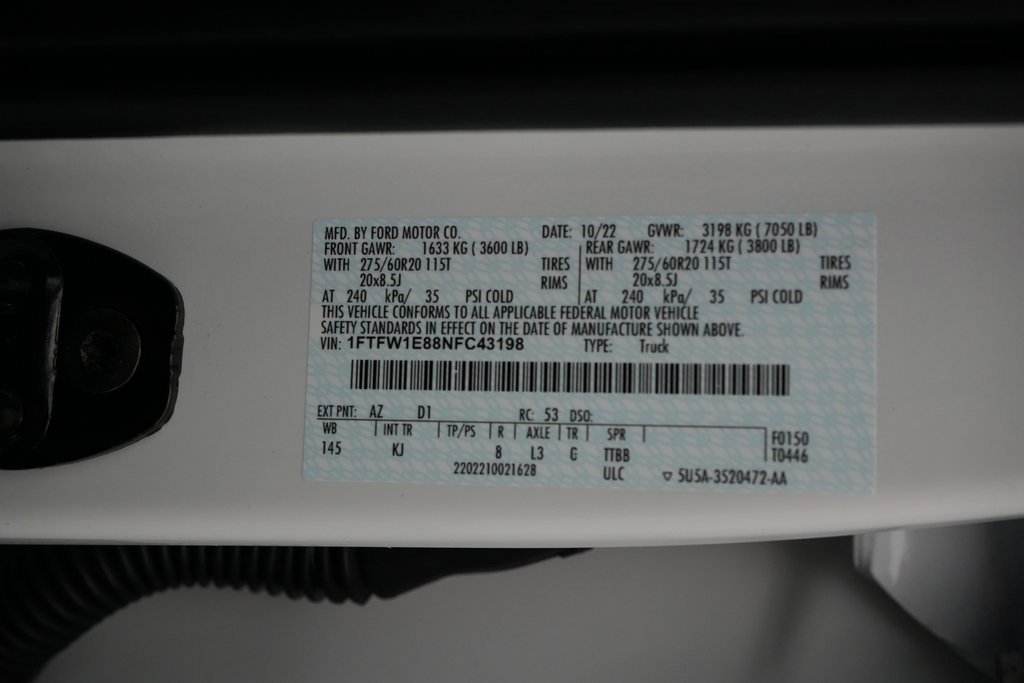 MFD. BY FORD MOTOR CO. DATE: 10/22 GVWR: 3198 KG ( 7050 LB)
FRONT GAWR: 1633 KG ( 3600 LB) REAR GAWR: 1724 KG ( 3800 LB)
WITH 275/60R20 115T TIRES WITH 275/60R20 115T TIRES
20x8.5J RIMS 20x8.5J RIMS
AT 240 kPa/ 35 PSI COLD AT 240 kPa/ 35 PSI COLD
THIS VEHICLE CONFORMS TO ALL APPLICABLE FEDERAL MOTOR VEHICLE
SAFETY STANDARDS IN EFFECT ON THE DATE OF MANUFACTURE SHOWN ABOVE.
VIN: 1FTFW1E88NFC43198 TYPE: Truck
EXT PNT: AZ D1 RC: 53 DSO:
WB INT TR TP/PS R AXLE TR SPR F0150
145 KJ 8 L3 G TTBB T0446
2202210021628 ULC ▽ 5U5A-3520472-AA